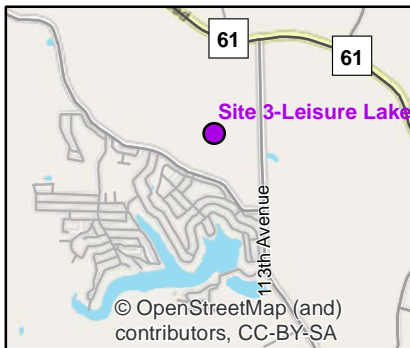 61
61
Site 3-Leisure Lake
113th Avenue
© OpenStreetMap (and)
contributors, CC-BY-SA